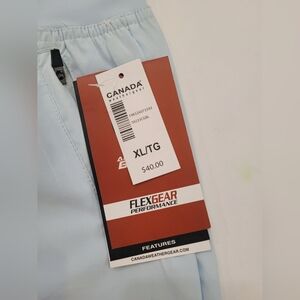 CANADA
weathergear
XL/TG
$40.00
FLEXGEAR
PERFORMANCE
FEATURES
CANADAWEATHERGEAR.COM